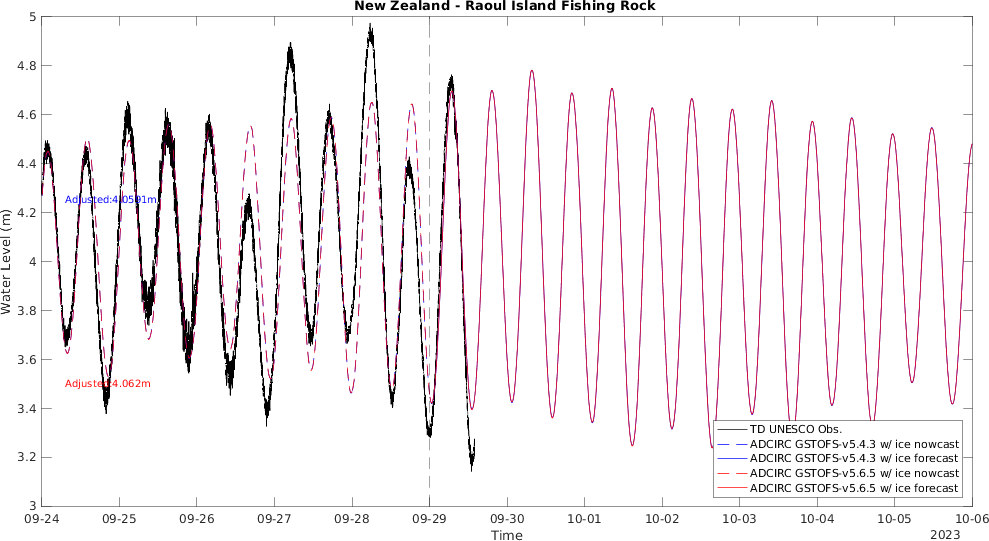 New Zealand - Raoul Island Fishing Rock
5
4.8
4.6
4.4
4.2
4
3.8
3.6
3.4
3.2
3
Water Level (m)
Adjusted:4.0591m
Adjusted:4.062m
TD UNESCO Obs.
ADCIRC GSTOFS-v5.4.3 w/ ice nowcast
ADCIRC GSTOFS-v5.4.3 w/ ice forecast
ADCIRC GSTOFS-v5.6.5 w/ ice nowcast
ADCIRC GSTOFS-v5.6.5 w/ ice forecast
09-24 09-25 09-26 09-27 09-28 09-29 09-30 10-01 10-02 10-03 10-04 10-05 10-06
Time
2023